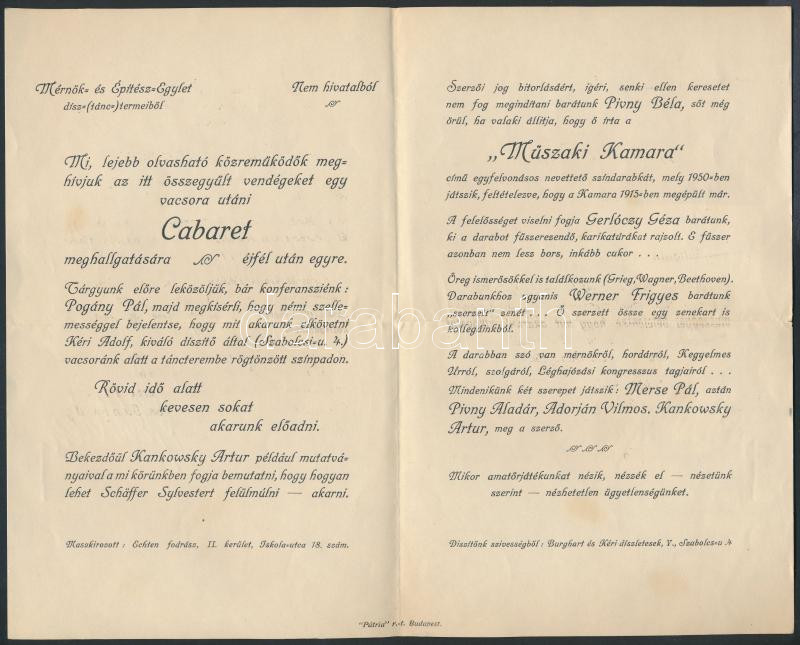 Mérnök= és Építész=Egylet
dísz=(tánc=)termeiből
Nem hivatalból
Mi, lejebb olvasható közreműködők meg=
hívjuk az itt összegyűlt vendégeket egy
vacsora utáni
Cabaret
meghallgatására éjfél után egyre.
Tárgyunk előre leközöljük, bár konferansziénk:
Pogány Pál, majd megkísérli, hogy némi szelle=
mességgel bejelentse, hogy mit akarunk elkövetni
Kéri Adolf, kiváló díszítő által (Szabolcsi=u. 4.)
vacsoránk alatt a táncterembe rögtönzött színpadon.
Rövid idő alatt
kevesen sokat
akarunk előadni.
Bekezdőül Kankowsky Artur például mutatvá=
nyaival a mi körünkben fogja bemutatni, hogy hogyan
lehet Schäffer Sylvestert felülmúlni — akarni.
Maszkírozott: Echten fodrász, II. kerület, Iskola=utca 18. szám.
Szerzői jog bitorlásáért, ígéri, senki ellen keresetet
nem fog megindítani barátunk Pivny Béla, sőt még
örül, ha valaki állítja, hogy ő írta a
„Műszaki Kamara"
című egyfelvonásos nevettető színdarabkát, mely 1950=ben
játszik, feltételezve, hogy a Kamara 1915=ben megépült már.
A felelősséget viselni fogja Gerlóczy Géza barátunk,
ki a darabot fűszerezendő, karikatúrákat rajzolt. E fűszer
azonban nem less bors, inkább cukor . . .
Öreg ismerősökkel is találkozunk (Grieg, Wagner, Beethoven).
Darabunkhoz ugyanis Werner Frigyes barátunk
„szerzett" zenét . . . Ő szerzett össze egy zenekart is
kollégáinkból.
A darabban szó van mérnökről, hordárról, Kegyelmes
Úrról, szolgáról, Léghajózási kongresszus tagjairól . . .
Mindenikünk két szerepet játszik: Merse Pál, aztán
Pivny Aladár, Adorján Vilmos. Kankowsky
Artur, meg a szerző.
Mikor amatőrjátékunkat nézik, nézzék el — nézetünk
szerint — nézhetetlen ügyetlenségünket.
Díszítőnk szívességből: Burghart és Kéri díszletesek, V., Szabolcs=u .4
"Pátria" r.-t. Budapest.
darabanth